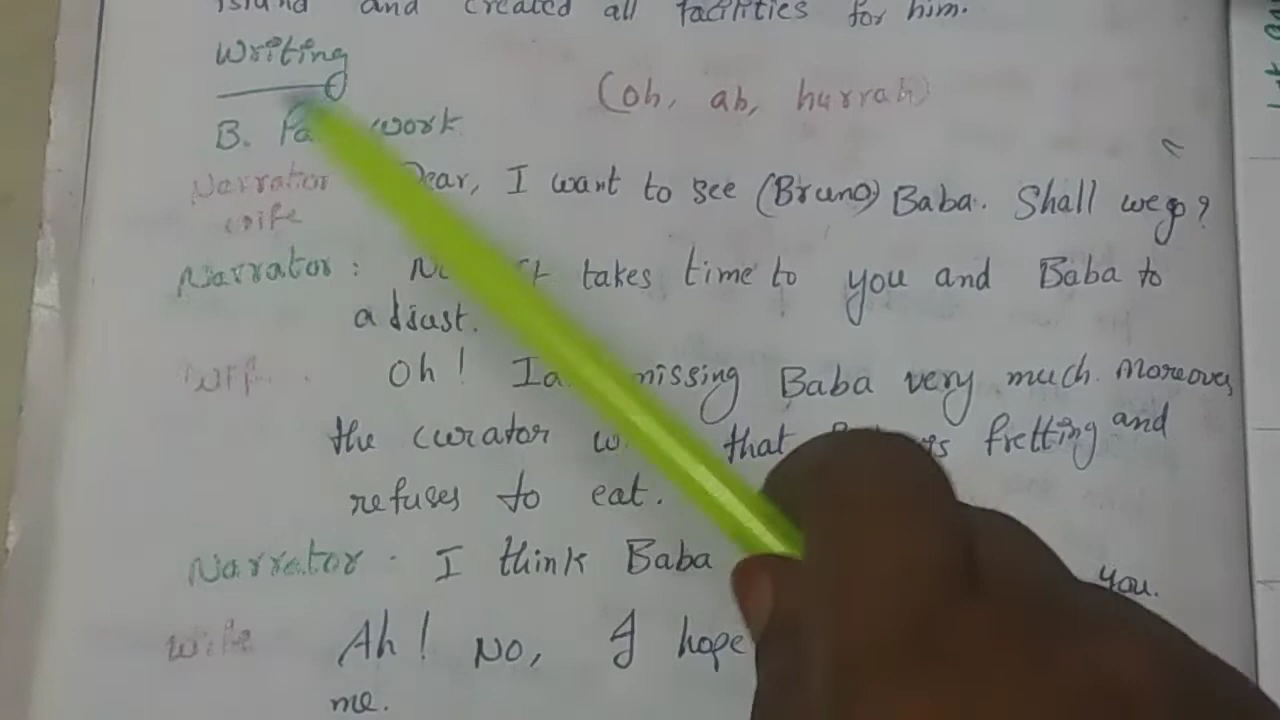 island and created all facilities for him.
Writing
(oh, ah, hurrah)
B. work
Narrator Dear, I want to see (Bruno) Baba. Shall we go?
wife
Narrator: takes time to you and Baba to
adjust.
Wife Oh! missing Baba very much. Moreover,
the curator that is fretting and
refuses to eat.
Narrator. I think Baba you.
Wife Ah! No, I hope
me.